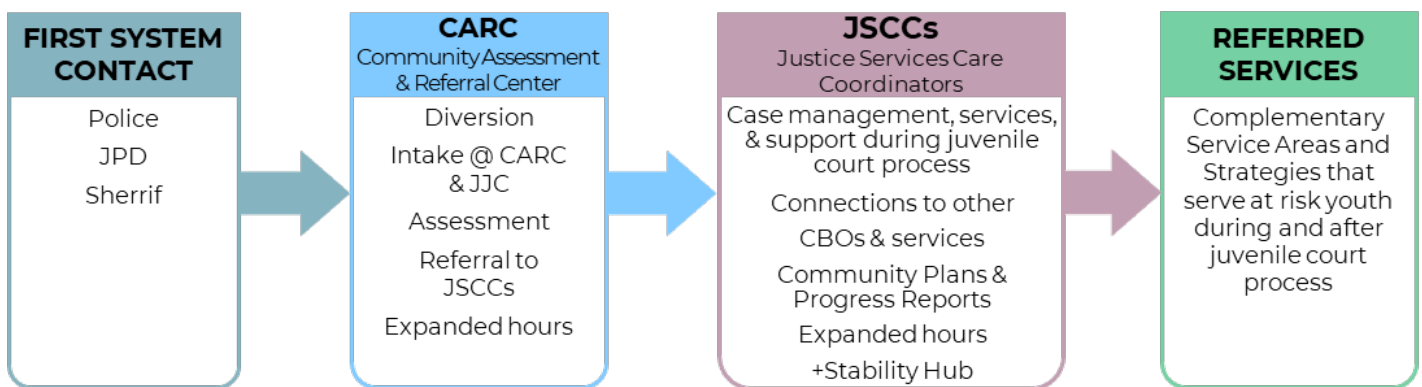 FIRST SYSTEM
CONTACT
Police
JPD
Sherrif
CARC
Community Assessment
& Referral Center
Diversion
Intake @ CARC
& JJC
Assessment
Referral to
JSCCs
Expanded hours
JSCCs
Justice Services Care
Coordinators
Case management, services,
& support during juvenile
court process
Connections to other
CBOs & services
Community Plans &
Progress Reports
Expanded hours
+Stability Hub
REFERRED
SERVICES
Complementary
Service Areas and
Strategies that
serve at risk youth
during and after
juvenile court
process